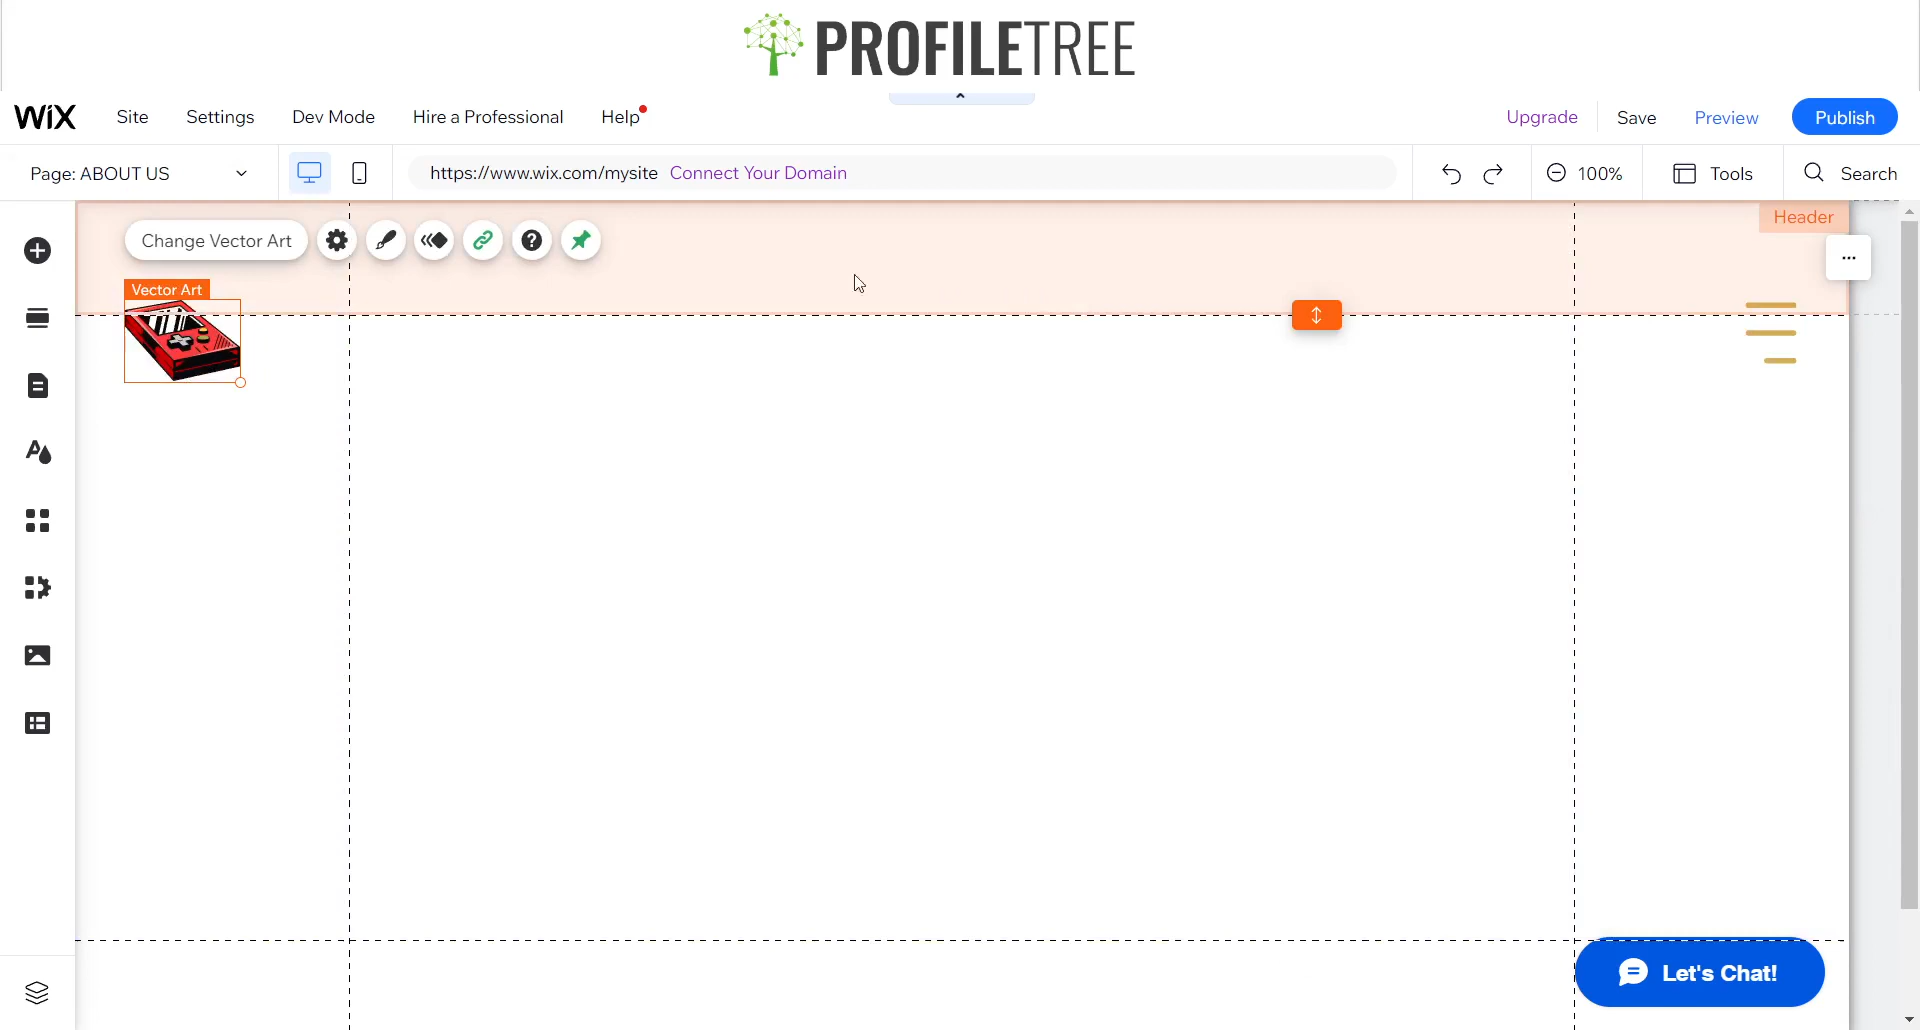 PROFILETREE
WiX Site Settings Dev Mode Hire a Professional Help Upgrade Save Preview Publish
Page: ABOUT US https://www.wix.com/mysite Connect Your Domain 100% Tools Search
Header
Change Vector Art
Vector Art
Let's Chat!